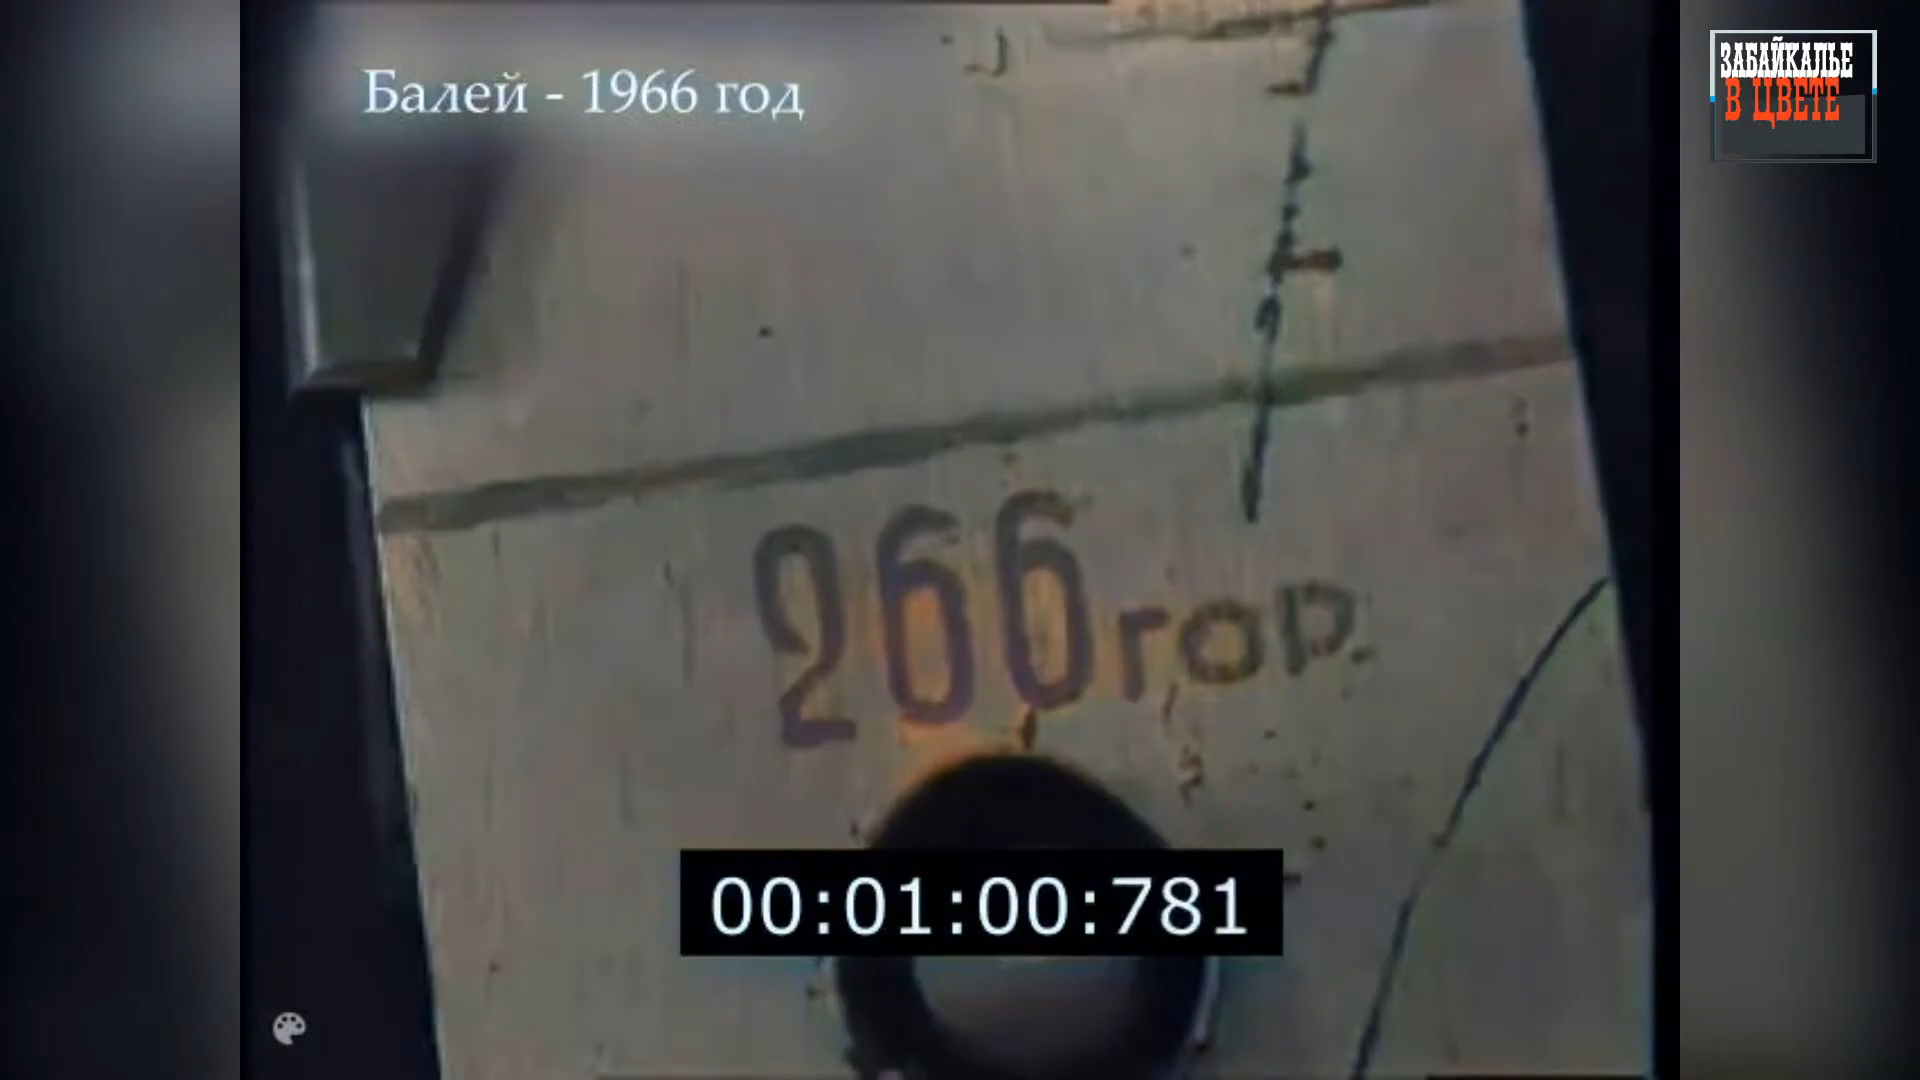 Балей - 1966 год
ЗАБАЙКАЛЬЕ
В ЦВЕТЕ
266 гор.
00:01:00:781